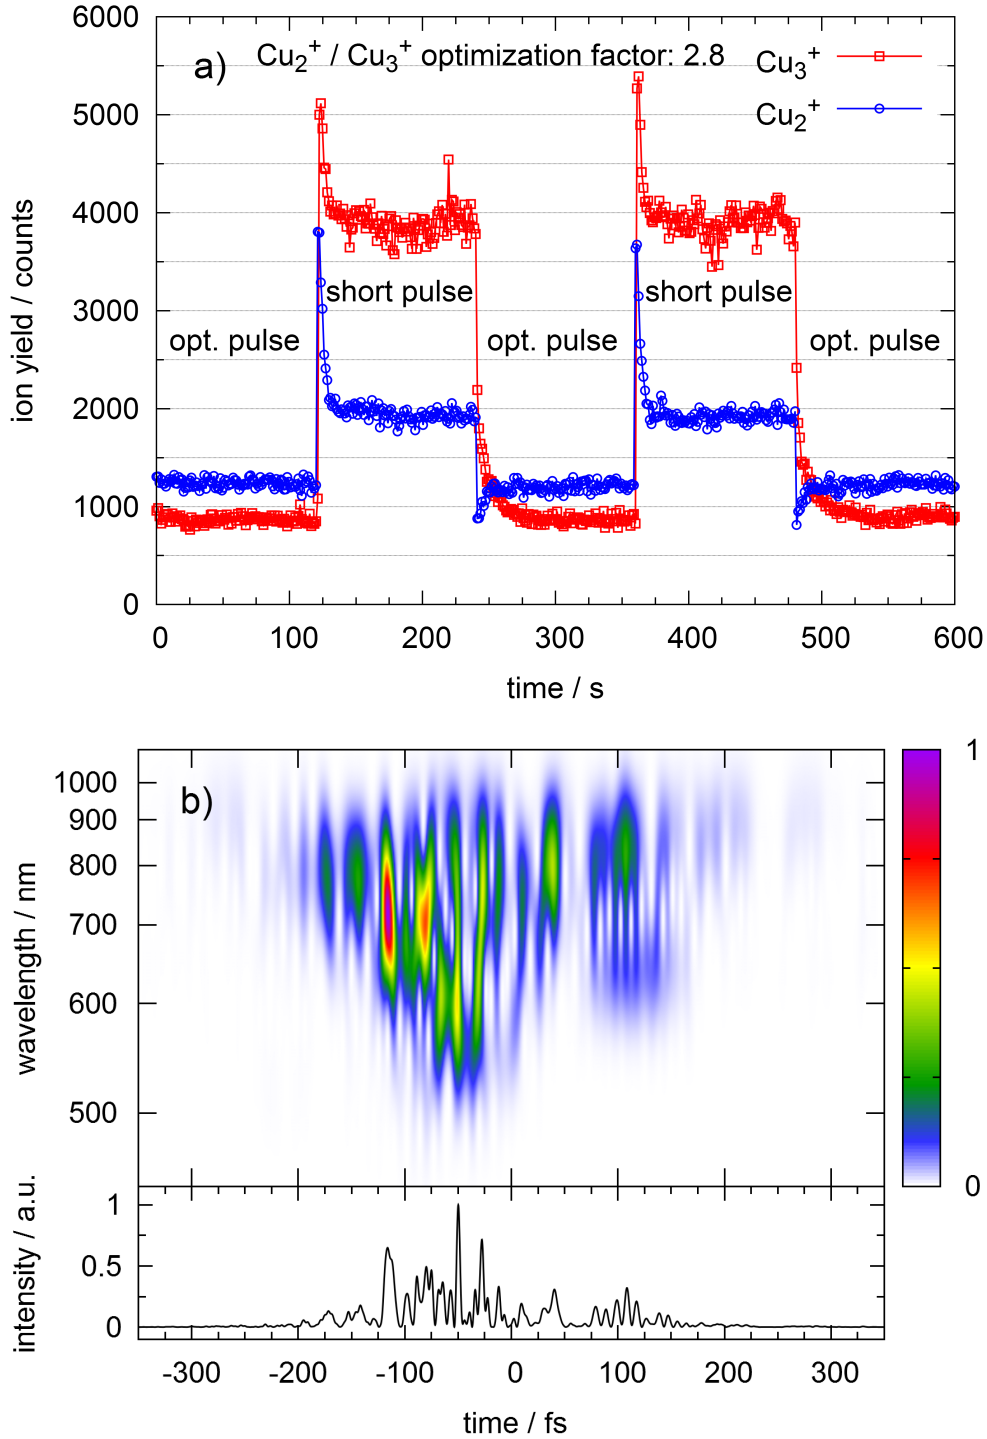 6000
a)
Cu₂⁺ / Cu₃⁺ optimization factor: 2.8
Cu₃⁺
Cu₂⁺
5000
4000
3000
2000
1000
0
ion yield / counts
short pulse
short pulse
opt. pulse
opt. pulse
opt. pulse
0 100 200 300 400 500 600
time / s
b)
1000
900
800
700
600
500
wavelength / nm
1
0
1
0.5
0
intensity / a.u.
-300 -200 -100 0 100 200 300
time / fs